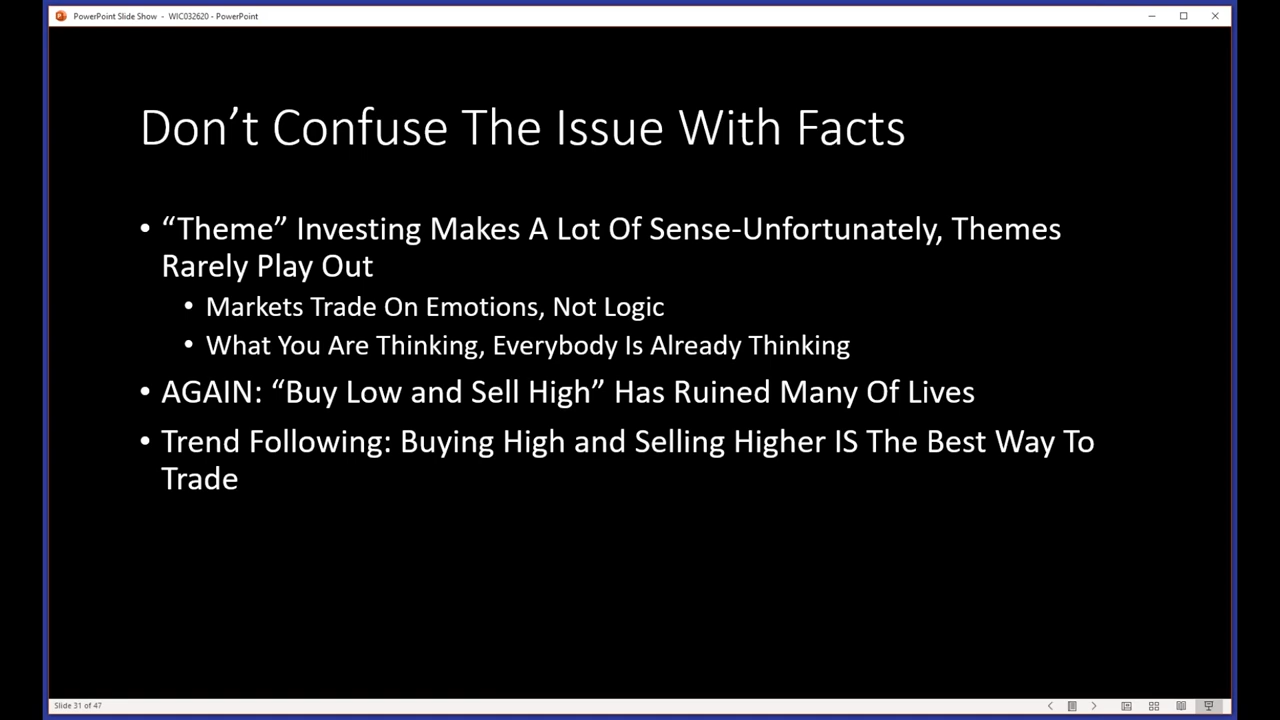 PowerPoint Slide Show - WIC032620 - PowerPoint
Don’t Confuse The Issue With Facts
• “Theme” Investing Makes A Lot Of Sense-Unfortunately, Themes
Rarely Play Out
• Markets Trade On Emotions, Not Logic
• What You Are Thinking, Everybody Is Already Thinking
• AGAIN: “Buy Low and Sell High” Has Ruined Many Of Lives
• Trend Following: Buying High and Selling Higher IS The Best Way To
Trade
Slide 31 of 47